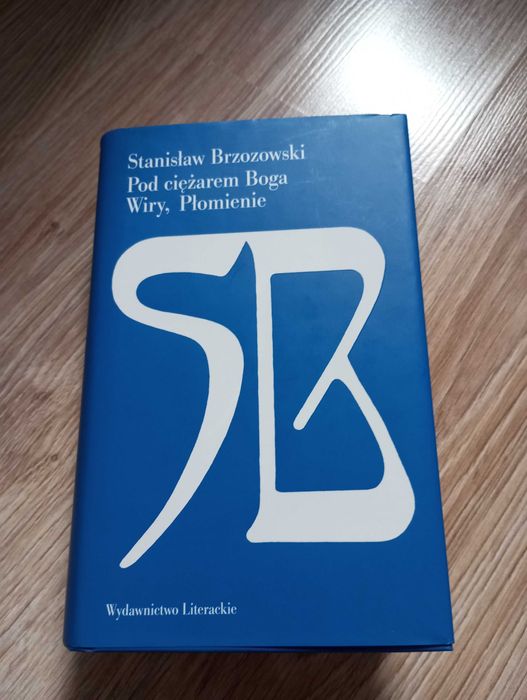 Stanisław Brzozowski
Pod ciężarem Boga
Wiry, Płomienie
SB
Wydawnictwo Literackie